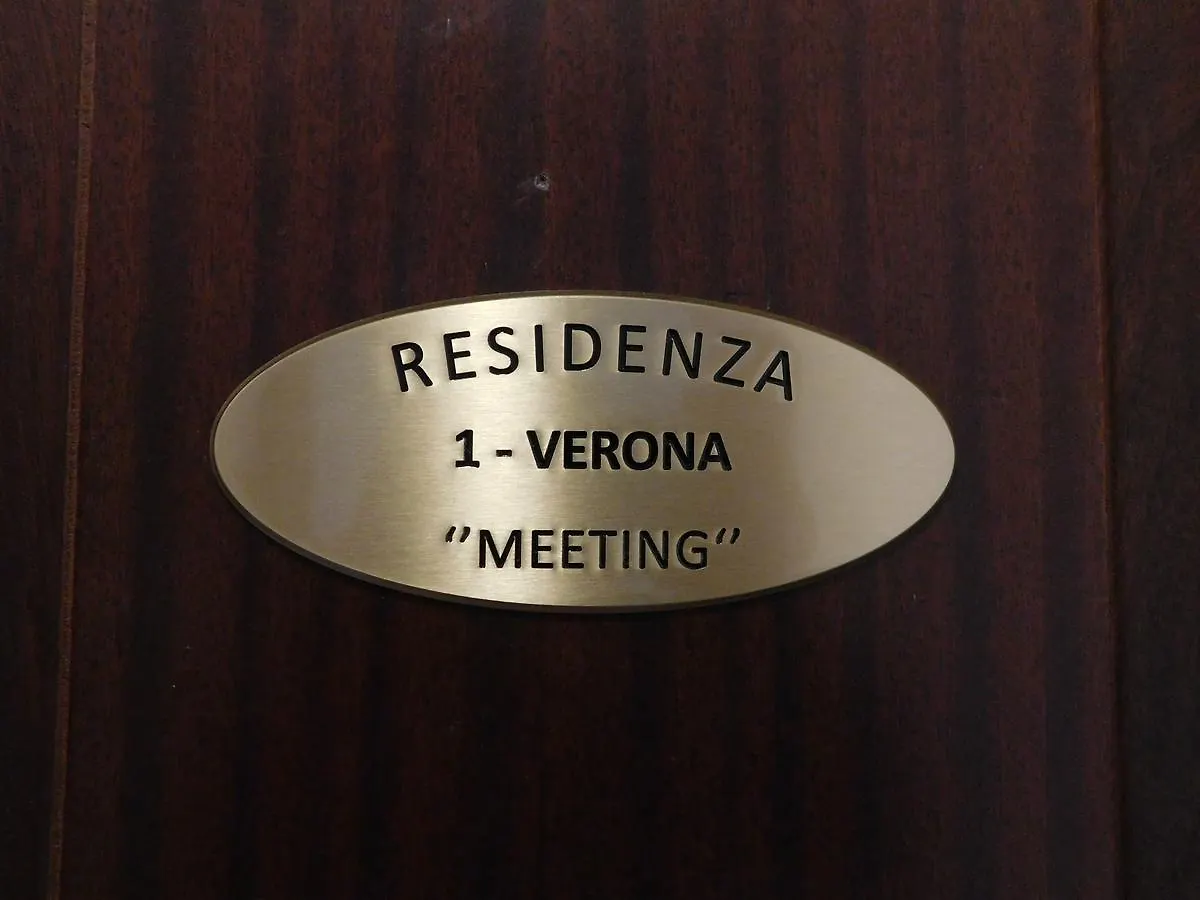 RESIDENZA
1 - VERONA
‘’MEETING‘’